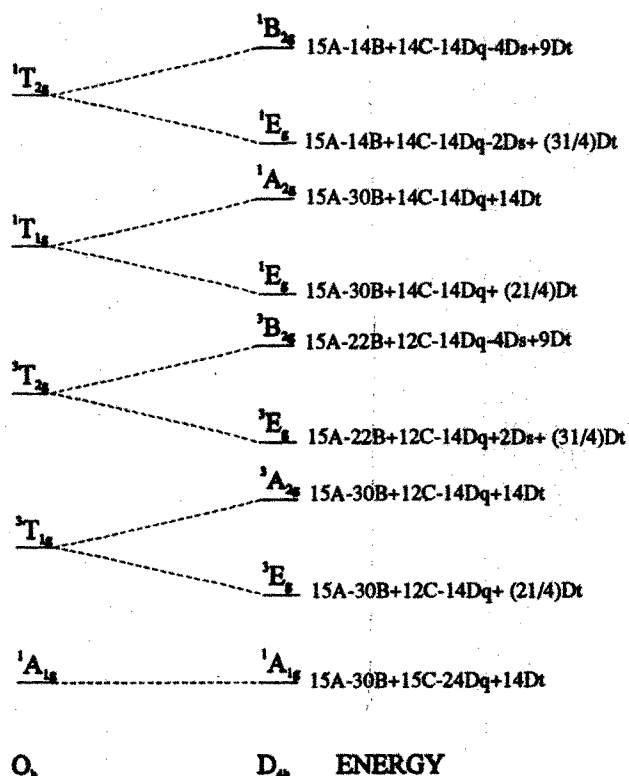 ¹B₂g 15A-14B+14C-14Dq-4Ds+9Dt
¹T₂g
¹Eg 15A-14B+14C-14Dq-2Ds+ (31/4)Dt
¹A₂g 15A-30B+14C-14Dq+14Dt
¹T₁g
¹Eg 15A-30B+14C-14Dq+ (21/4)Dt
³B₂g 15A-22B+12C-14Dq-4Ds+9Dt
³T₂g
³Eg 15A-22B+12C-14Dq+2Ds+ (31/4)Dt
³A₂g 15A-30B+12C-14Dq+14Dt
³T₁g
³Eg 15A-30B+12C-14Dq+ (21/4)Dt
¹A₁g ¹A₁g 15A-30B+15C-24Dq+14Dt
Oₕ D₄ₕ ENERGY